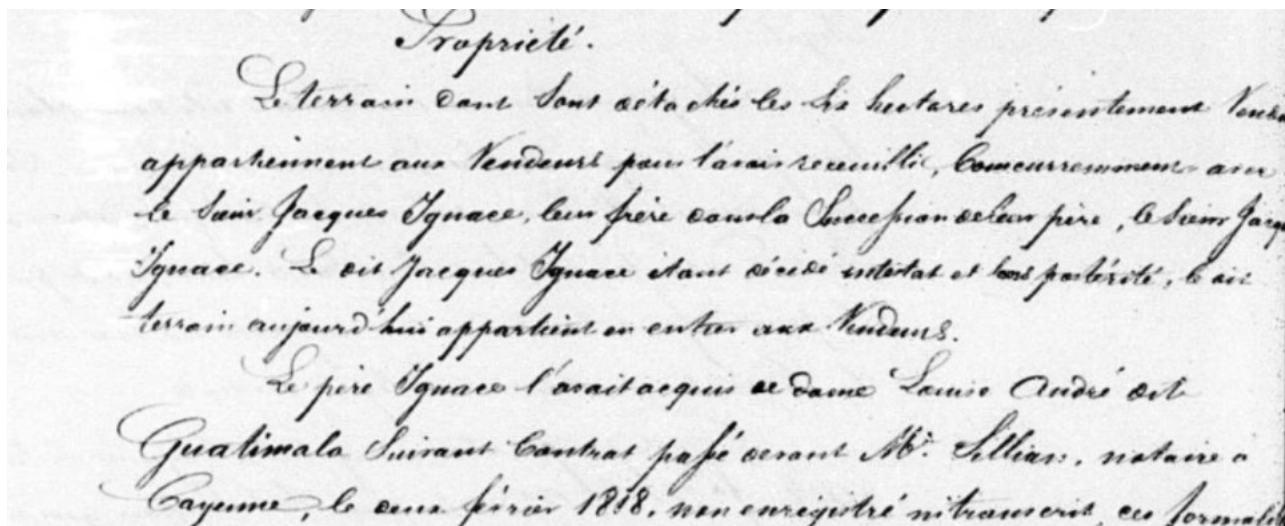 Propriété.
Le terrain dont sont détachés les six hectares présentement Vendu
appartiennent aux Vendeurs pour l'avoir recueilli, Concurremment avec
le Sieur Jacques Ignace, leur frère dans la Succession de leur père, le Sieur Jacques
Ignace. Le dit Jacques Ignace étant décédé intestat et sans postérité, le dit
terrain aujourd'hui appartient en entier aux Vendeurs.
Le père Ignace l'avait acquis de dame Louise André dit
Guatimala Suivant Contrat passé devant Me. notaire à
Cayenne, le deux février 1818, non enregistré ni transcrit, ces formalités